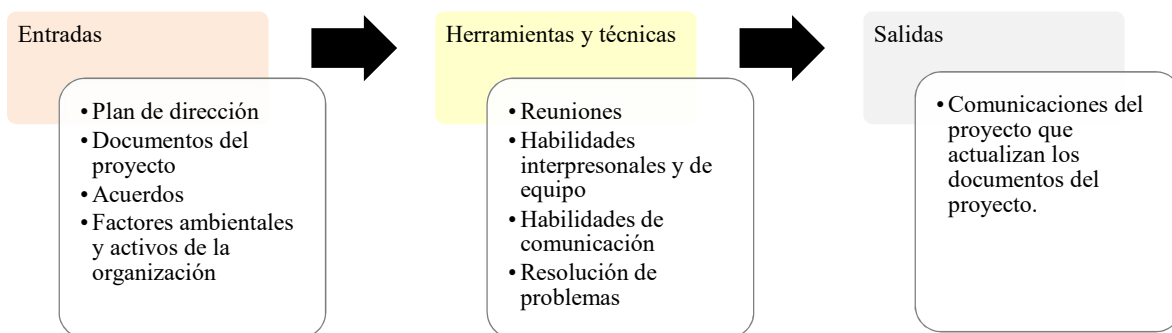 Entradas
• Plan de dirección
• Documentos del
proyecto
• Acuerdos
• Factores ambientales
y activos de la
organización
Herramientas y técnicas
• Reuniones
• Habilidades
interpresonales y de
equipo
• Habilidades de
comunicación
• Resolución de
problemas
Salidas
• Comunicaciones del
proyecto que
actualizan los
documentos del
proyecto.